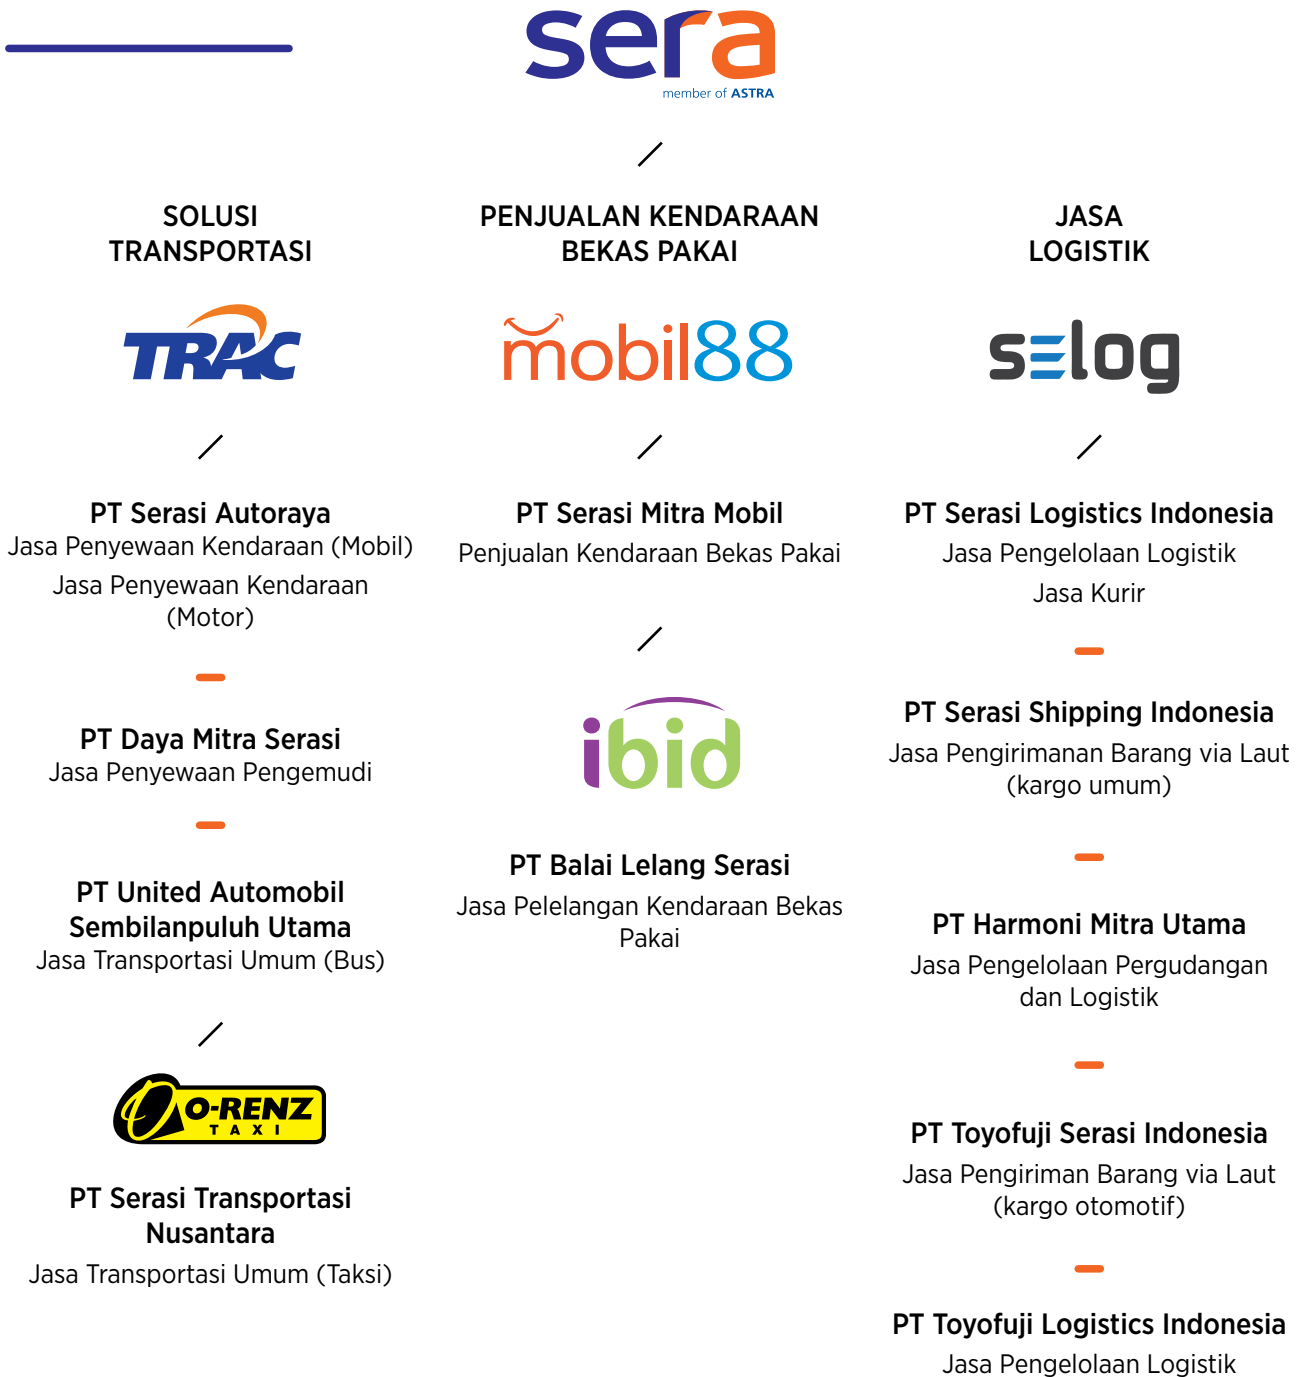 sera
member of ASTRA
SOLUSI
TRANSPORTASI
TRAC
PT Serasi Autoraya
Jasa Penyewaan Kendaraan (Mobil)
Jasa Penyewaan Kendaraan
(Motor)
PT Daya Mitra Serasi
Jasa Penyewaan Pengemudi
PT United Automobil
Sembilanpuluh Utama
Jasa Transportasi Umum (Bus)
O-RENZ
TAXI
PT Serasi Transportasi
Nusantara
Jasa Transportasi Umum (Taksi)
PENJUALAN KENDARAAN
BEKAS PAKAI
mobil88
PT Serasi Mitra Mobil
Penjualan Kendaraan Bekas Pakai
ibid
PT Balai Lelang Serasi
Jasa Pelelangan Kendaraan Bekas
Pakai
JASA
LOGISTIK
selog
PT Serasi Logistics Indonesia
Jasa Pengelolaan Logistik
Jasa Kurir
PT Serasi Shipping Indonesia
Jasa Pengirimanan Barang via Laut
(kargo umum)
PT Harmoni Mitra Utama
Jasa Pengelolaan Pergudangan
dan Logistik
PT Toyofuji Serasi Indonesia
Jasa Pengiriman Barang via Laut
(kargo otomotif)
PT Toyofuji Logistics Indonesia
Jasa Pengelolaan Logistik